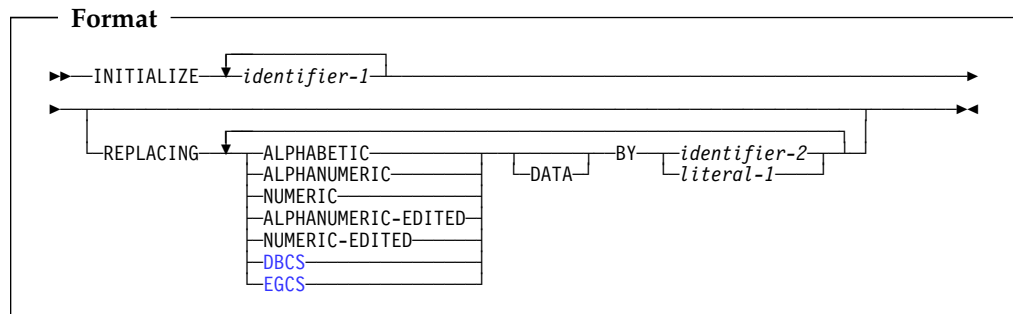 Format
INITIALIZE identifier-1
REPLACING ALPHABETIC DATA BY identifier-2
ALPHANUMERIC literal-1
NUMERIC
ALPHANUMERIC-EDITED
NUMERIC-EDITED
DBCS
EGCS